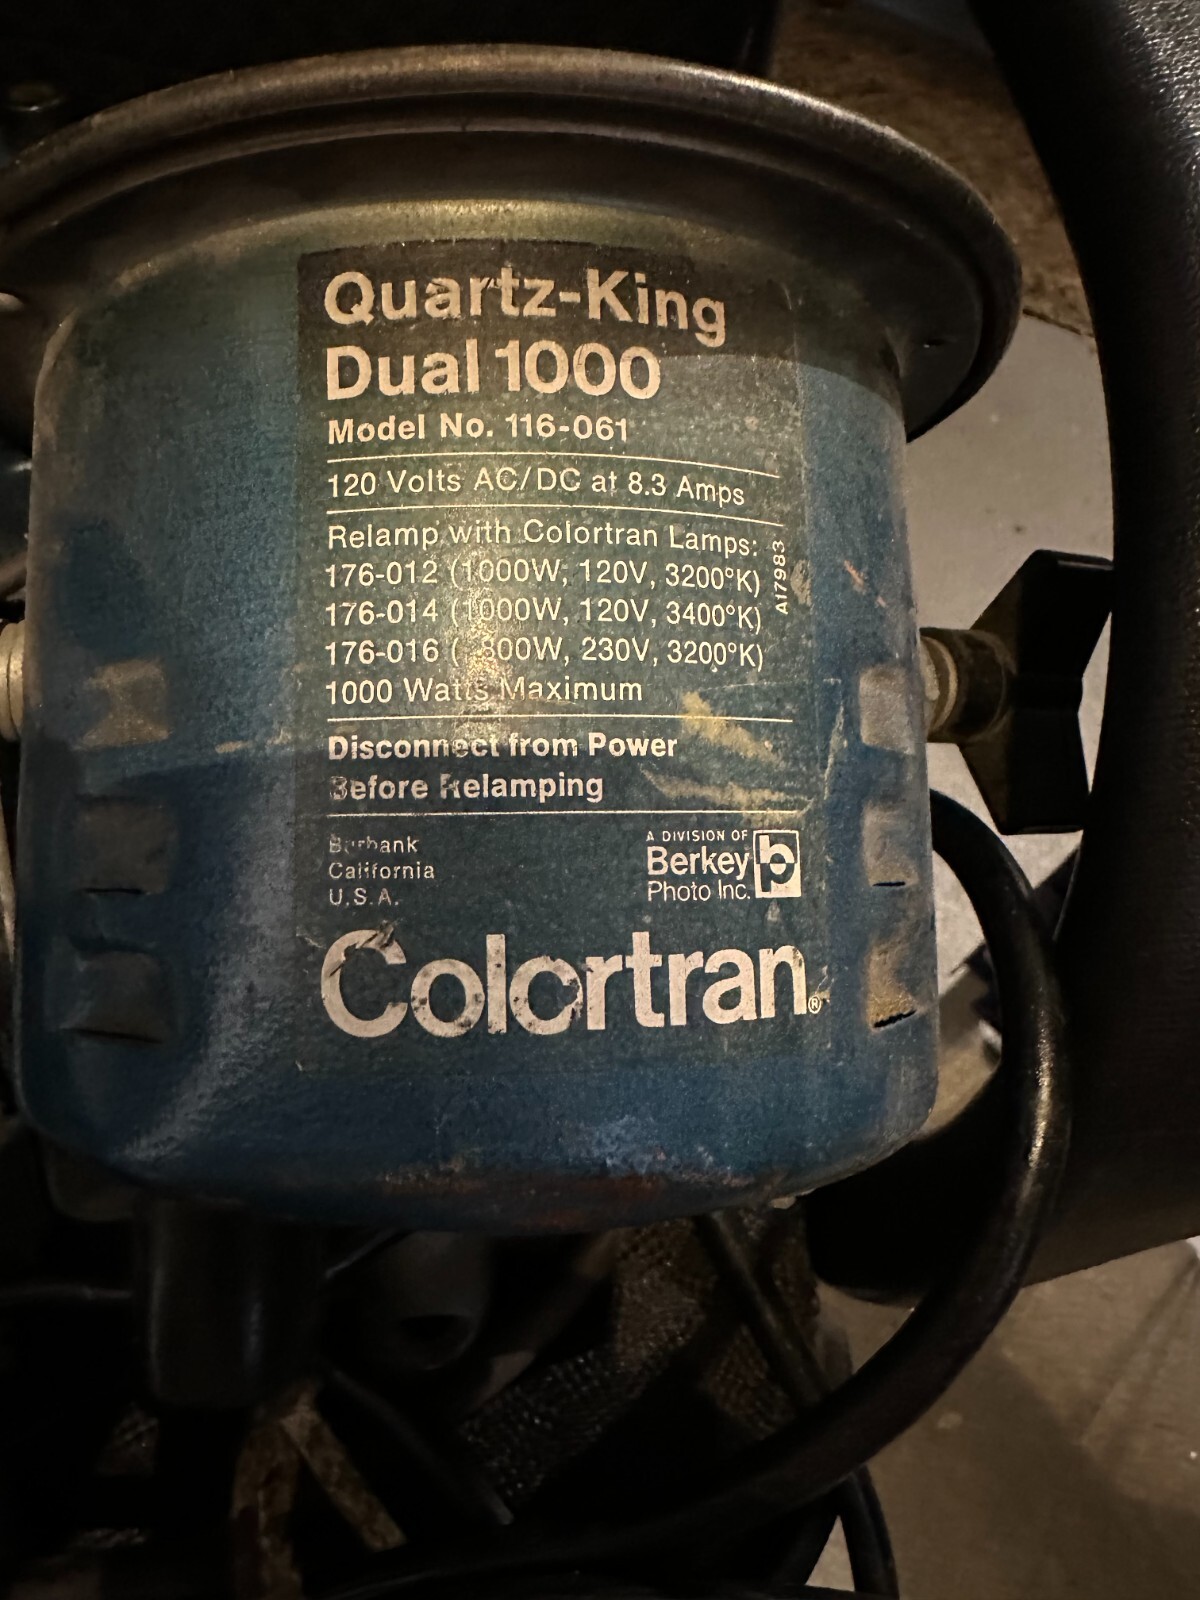 Quartz-King
Dual 1000
Model No. 116-061
120 Volts AC/DC at 8.3 Amps
Relamp with Colortran Lamps:
176-012 (1000W, 120V, 3200°K)
176-014 (1000W, 120V, 3400°K)
176-016 ( 800W, 230V, 3200°K)
1000 Watts Maximum
A17983
Disconnect from Power
Before Relamping
Burbank
California
U.S.A.
A DIVISION OF
Berkey
Photo Inc.
bp
Colortran®